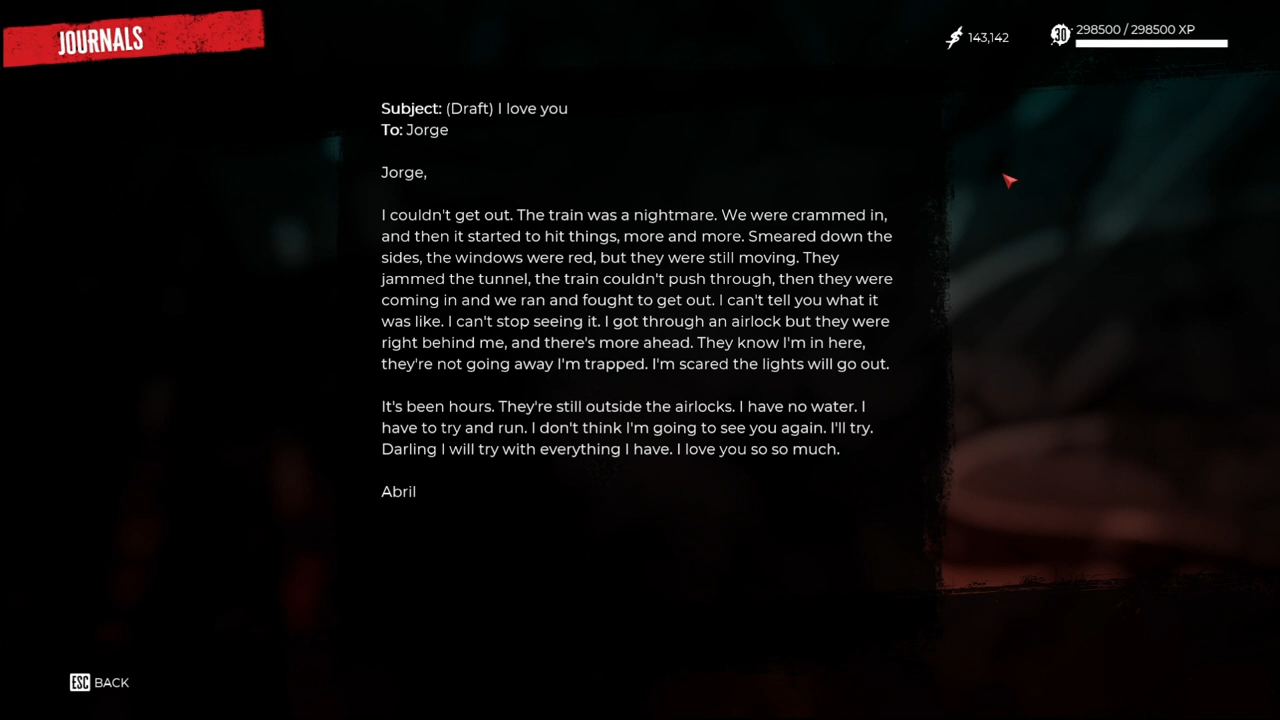 JOURNALS
143,142
30
298500 / 298500 XP
Subject: (Draft) I love you
To: Jorge
Jorge,
I couldn't get out. The train was a nightmare. We were crammed in,
and then it started to hit things, more and more. Smeared down the
sides, the windows were red, but they were still moving. They
jammed the tunnel, the train couldn't push through, then they were
coming in and we ran and fought to get out. I can't tell you what it
was like. I can't stop seeing it. I got through an airlock but they were
right behind me, and there's more ahead. They know I'm in here,
they're not going away I'm trapped. I'm scared the lights will go out.
It's been hours. They're still outside the airlocks. I have no water. I
have to try and run. I don't think I'm going to see you again. I'll try.
Darling I will try with everything I have. I love you so so much.
Abril
ESC BACK